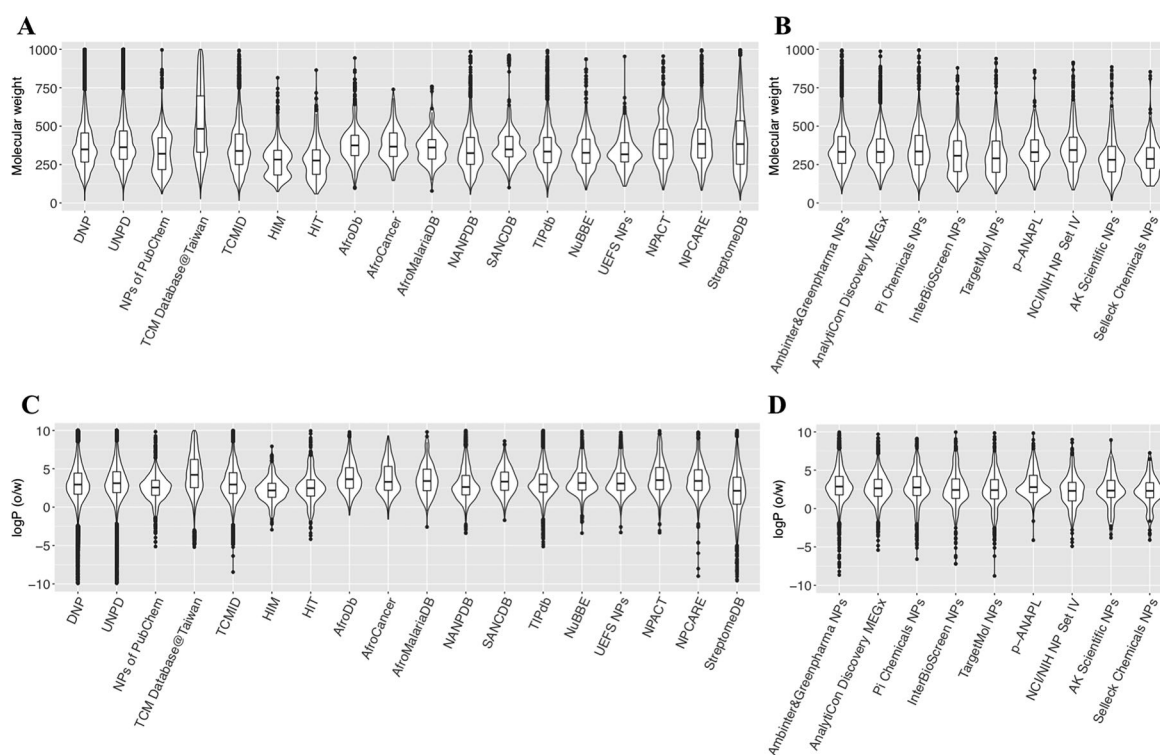 A
Molecular weight
1000
750
500
250
0
DNP
UNPD
NPs of PubChem
TCM Database@Taiwan
TCMID
HIM
HIT
AfroDb
AfroCancer
AfroMalariaDB
NANPDB
SANCDB
TIPdb
NuBBE
UEFS NPs
NPACT
NPCARE
StreptomeDB
B
Molecular weight
1000
750
500
250
0
Ambinter&Greenpharma NPs
AnalytiCon Discovery MEGx
Pi Chemicals NPs
InterBioScreen NPs
TargetMol NPs
p-ANAPL
NCI/NIH NP Set IV
AK Scientific NPs
Selleck Chemicals NPs
C
logP (o/w)
10
5
0
−5
−10
DNP
UNPD
NPs of PubChem
TCM Database@Taiwan
TCMID
HIM
HIT
AfroDb
AfroCancer
AfroMalariaDB
NANPDB
SANCDB
TIPdb
NuBBE
UEFS NPs
NPACT
NPCARE
StreptomeDB
D
logP (o/w)
10
5
0
−5
−10
Ambinter&Greenpharma NPs
AnalytiCon Discovery MEGx
Pi Chemicals NPs
InterBioScreen NPs
TargetMol NPs
p-ANAPL
NCI/NIH NP Set IV
AK Scientific NPs
Selleck Chemicals NPs